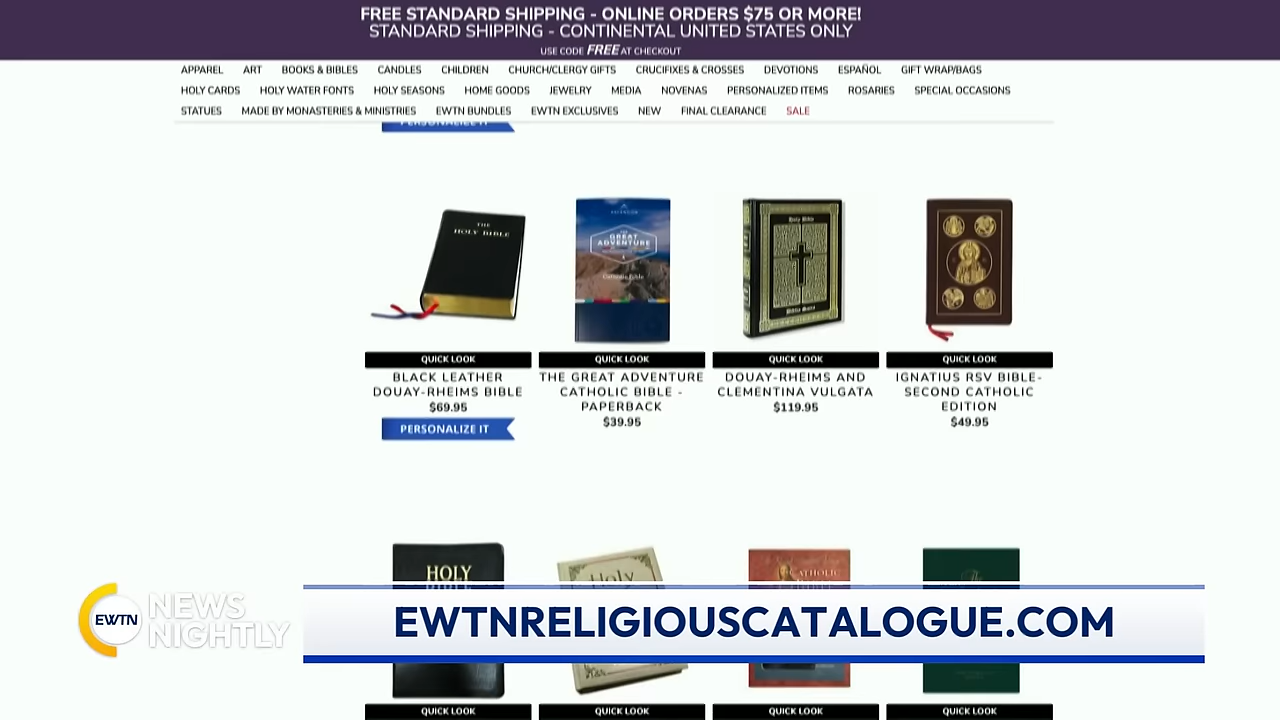 FREE STANDARD SHIPPING - ONLINE ORDERS $75 OR MORE!
STANDARD SHIPPING - CONTINENTAL UNITED STATES ONLY
USE CODE FREE AT CHECKOUT
APPAREL ART BOOKS & BIBLES CANDLES CHILDREN CHURCH/CLERGY GIFTS CRUCIFIXES & CROSSES DEVOTIONS ESPAÑOL GIFT WRAP/BAGS
HOLY CARDS HOLY WATER FONTS HOLY SEASONS HOME GOODS JEWELRY MEDIA NOVENAS PERSONALIZED ITEMS ROSARIES SPECIAL OCCASIONS
STATUES MADE BY MONASTERIES & MINISTRIES EWTN BUNDLES EWTN EXCLUSIVES NEW FINAL CLEARANCE SALE
PERSONALIZE IT
THE
HOLY BIBLE
THE
GREAT
ADVENTURE
Catholic Bible
Holy Bible
QUICK LOOK QUICK LOOK QUICK LOOK QUICK LOOK
BLACK LEATHER
DOUAY-RHEIMS BIBLE
$69.95
PERSONALIZE IT
THE GREAT ADVENTURE
CATHOLIC BIBLE -
PAPERBACK
$39.95
DOUAY-RHEIMS AND
CLEMENTINA VULGATA
$119.95
IGNATIUS RSV BIBLE-
SECOND CATHOLIC
EDITION
$49.95
HOLY
Holy
CATHOLIC
The
EWTN
NEWS
NIGHTLY
EWTNRELIGIOUSCATALOGUE.COM
QUICK LOOK QUICK LOOK QUICK LOOK QUICK LOOK